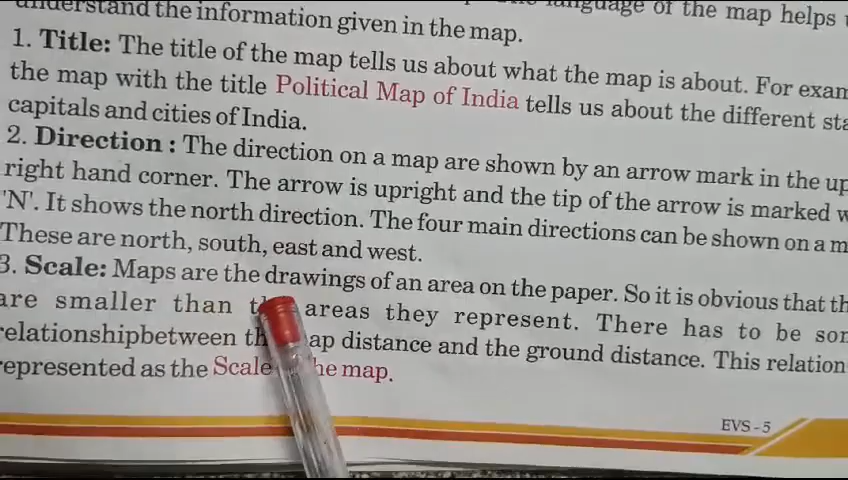 understand the information given in the map.
language of the map helps
1. Title: The title of the map tells us about what the map is about. For exam
the map with the title Political Map of India tells us about the different sta
capitals and cities of India.
2. Direction : The direction on a map are shown by an arrow mark in the up
right hand corner. The arrow is upright and the tip of the arrow is marked w
'N'. It shows the north direction. The four main directions can be shown on a m
These are north, south, east and west.
3. Scale: Maps are the drawings of an area on the paper. So it is obvious that th
are smaller than areas they represent. There has to be
relationshipbetween distance and the ground distance. This relation
represented as the Scale map.
EVS - 5